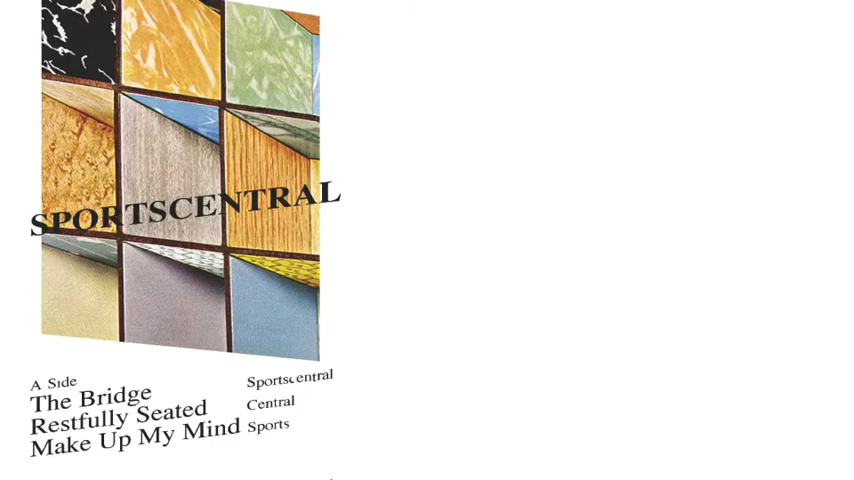 SPORTSCENTRAL
A Side
The Bridge
Restfully Seated
Make Up My Mind
Sportscentral
Central
Sports